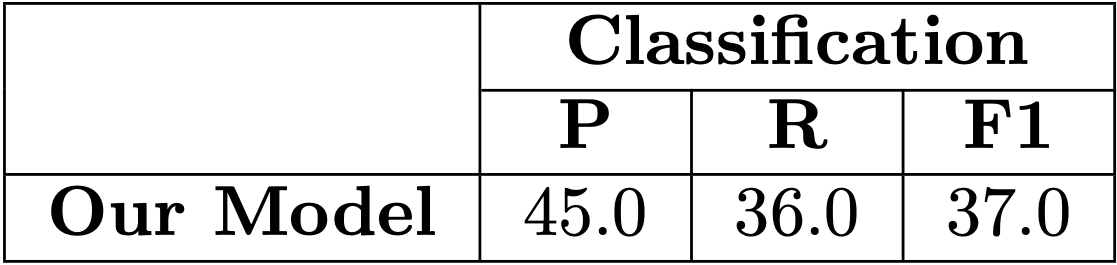 Classification
P R F1
Our Model 45.0 36.0 37.0